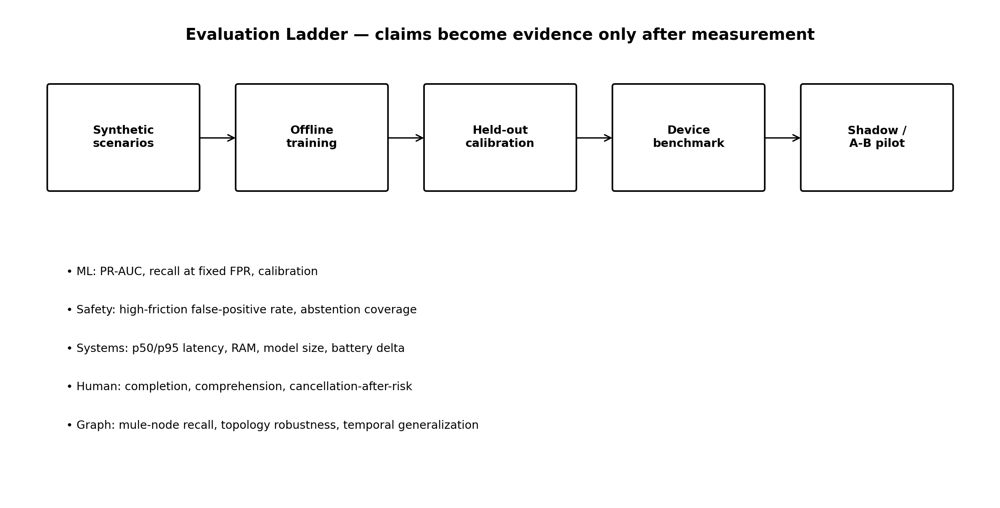 Evaluation Ladder — claims become evidence only after measurement
Synthetic
scenarios
Offline
training
Held-out
calibration
Device
benchmark
Shadow /
A-B pilot
• ML: PR-AUC, recall at fixed FPR, calibration
• Safety: high-friction false-positive rate, abstention coverage
• Systems: p50/p95 latency, RAM, model size, battery delta
• Human: completion, comprehension, cancellation-after-risk
• Graph: mule-node recall, topology robustness, temporal generalization